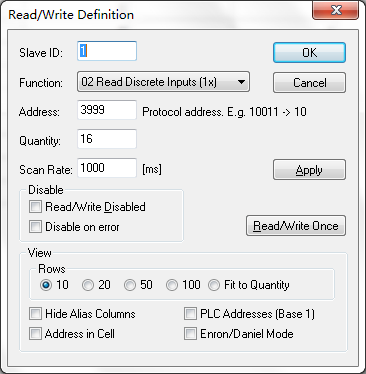 Read/Write Definition
Slave ID: 1 OK
Function: 02 Read Discrete Inputs (1x) Cancel
Address: 3999 Protocol address. E.g. 10011 -> 10
Quantity: 16
Scan Rate: 1000 [ms] Apply
Disable
Read/Write Disabled
Disable on error Read/Write Once
View
Rows
10 20 50 100 Fit to Quantity
Hide Alias Columns PLC Addresses (Base 1)
Address in Cell Enron/Daniel Mode